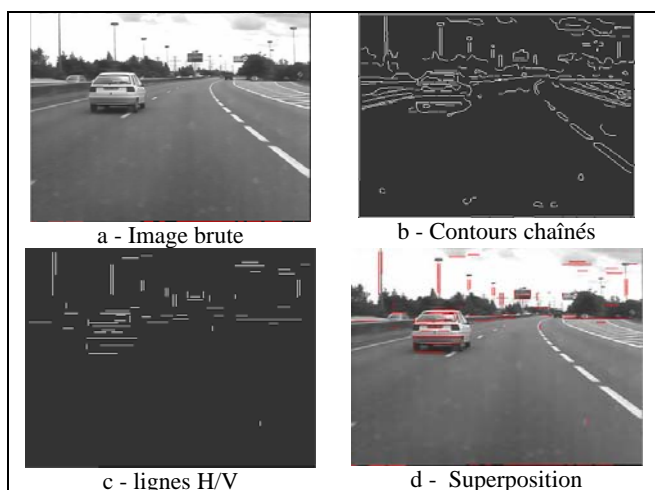 a - Image brute
b - Contours chaînés
c - lignes H/V
d - Superposition